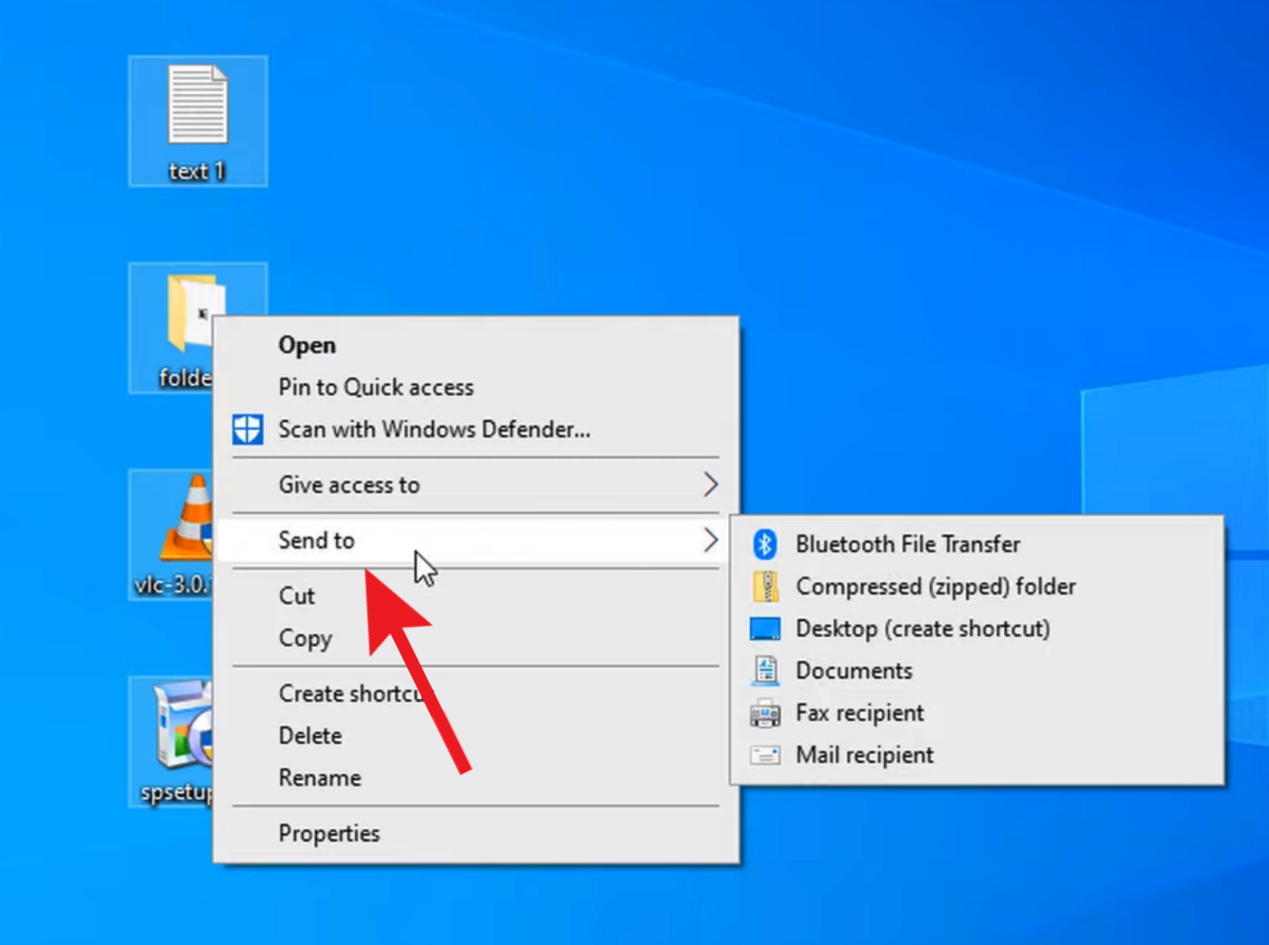 text 1
folde
vlc-3.0.
spsetup
Open
Pin to Quick access
Scan with Windows Defender...
Give access to
Send to
Cut
Copy
Create shortcu
Delete
Rename
Properties
Bluetooth File Transfer
Compressed (zipped) folder
Desktop (create shortcut)
Documents
Fax recipient
Mail recipient